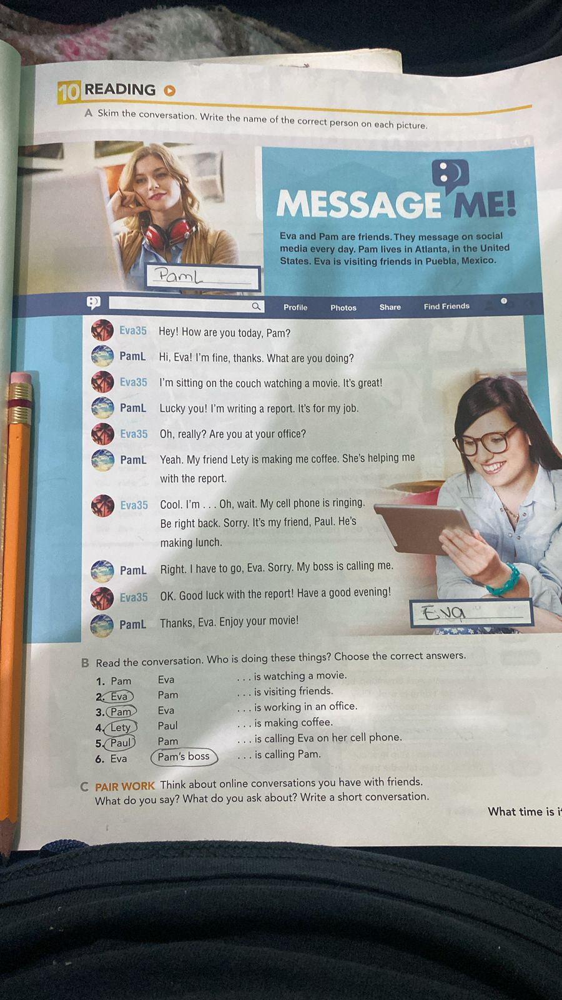 10 READING
A Skim the conversation. Write the name of the correct person on each picture.
MESSAGE ME!
Eva and Pam are friends. They message on social
media every day. Pam lives in Atlanta, in the United
States. Eva is visiting friends in Puebla, Mexico.
PamL
Profile Photos Share Find Friends
Eva35 Hey! How are you today, Pam?
PamL Hi, Eva! I'm fine, thanks. What are you doing?
Eva35 I'm sitting on the couch watching a movie. It's great!
PamL Lucky you! I'm writing a report. It's for my job.
Eva35 Oh, really? Are you at your office?
PamL Yeah. My friend Lety is making me coffee. She's helping me
with the report.
Eva35 Cool. I'm . . . Oh, wait. My cell phone is ringing.
Be right back. Sorry. It's my friend, Paul. He's
making lunch.
PamL Right. I have to go, Eva. Sorry. My boss is calling me.
Eva35 OK. Good luck with the report! Have a good evening!
PamL Thanks, Eva. Enjoy your movie!
Eva
B Read the conversation. Who is doing these things? Choose the correct answers.
1. Pam Eva . . . is watching a movie.
2. Eva Pam . . . is visiting friends.
3. Pam Eva . . . is working in an office.
4. Lety Paul . . . is making coffee.
5. Paul Pam . . . is calling Eva on her cell phone.
6. Eva Pam's boss . . . is calling Pam.
C PAIR WORK Think about online conversations you have with friends.
What do you say? What do you ask about? Write a short conversation.
What time is